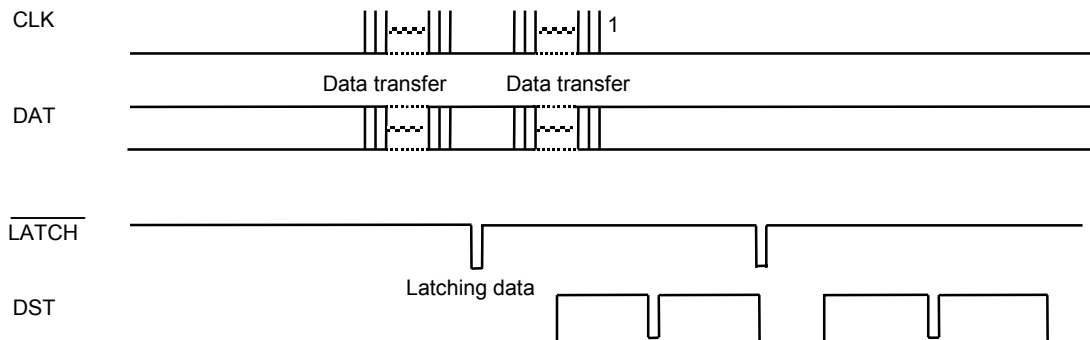 CLK
1
Data transfer Data transfer
DAT
LATCH
Latching data
DST